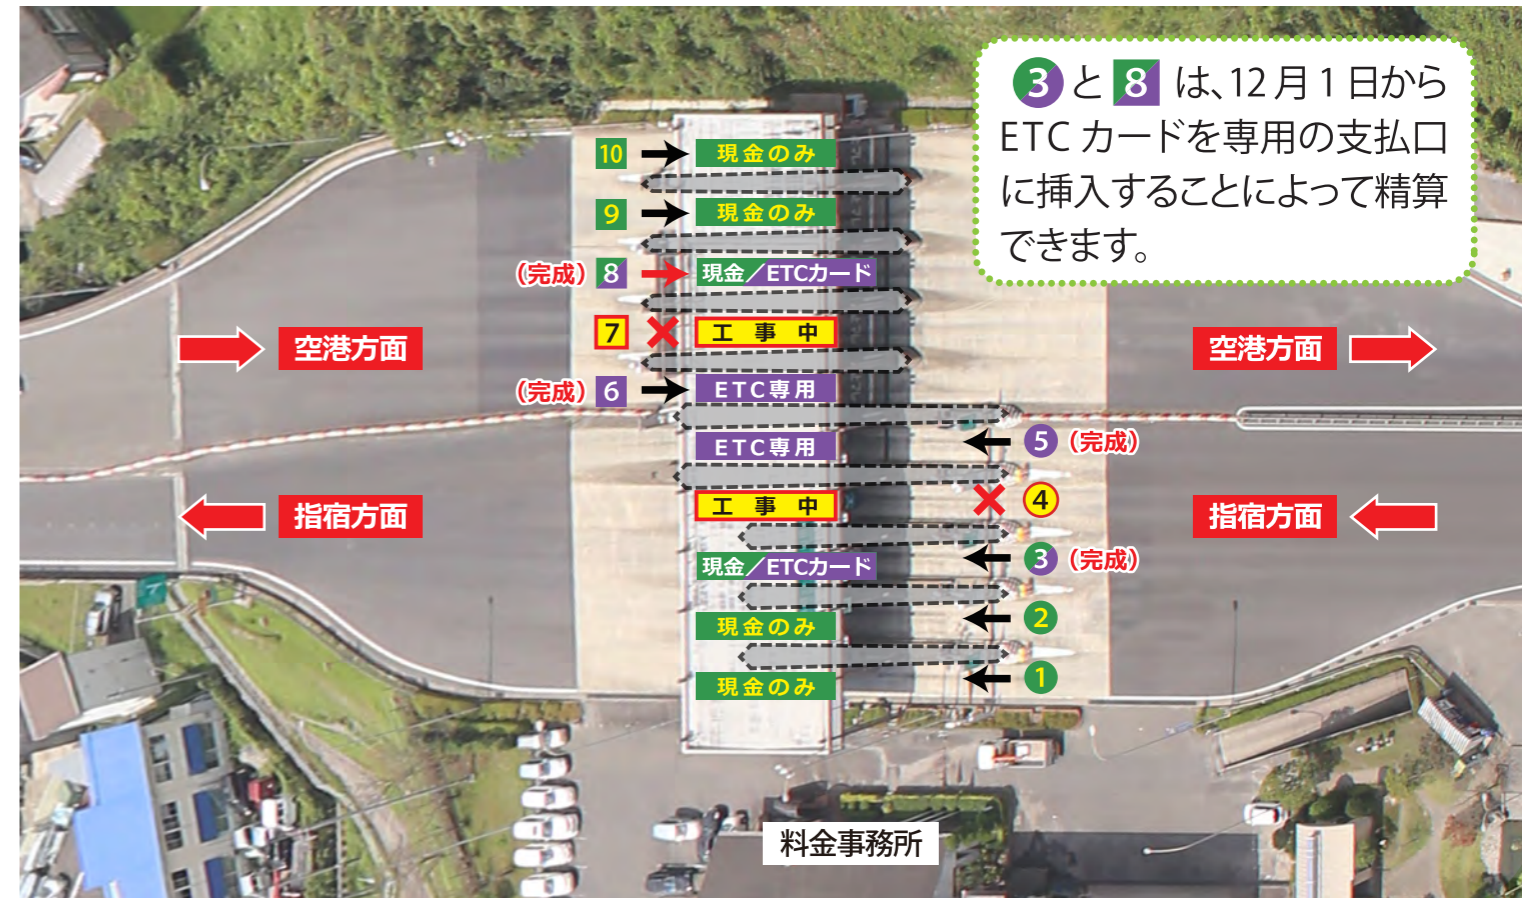 3と8は、12月1日から
ETCカードを専用の支払口
に挿入することによって精算
できます。
10 現金のみ
9 現金のみ
(完成) 8 現金／ETCカード
7 工事中
空港方面
空港方面
(完成) 6 ETC専用
ETC専用 5 (完成)
工事中 4
指宿方面
指宿方面
現金／ETCカード 3 (完成)
現金のみ 2
現金のみ 1
料金事務所